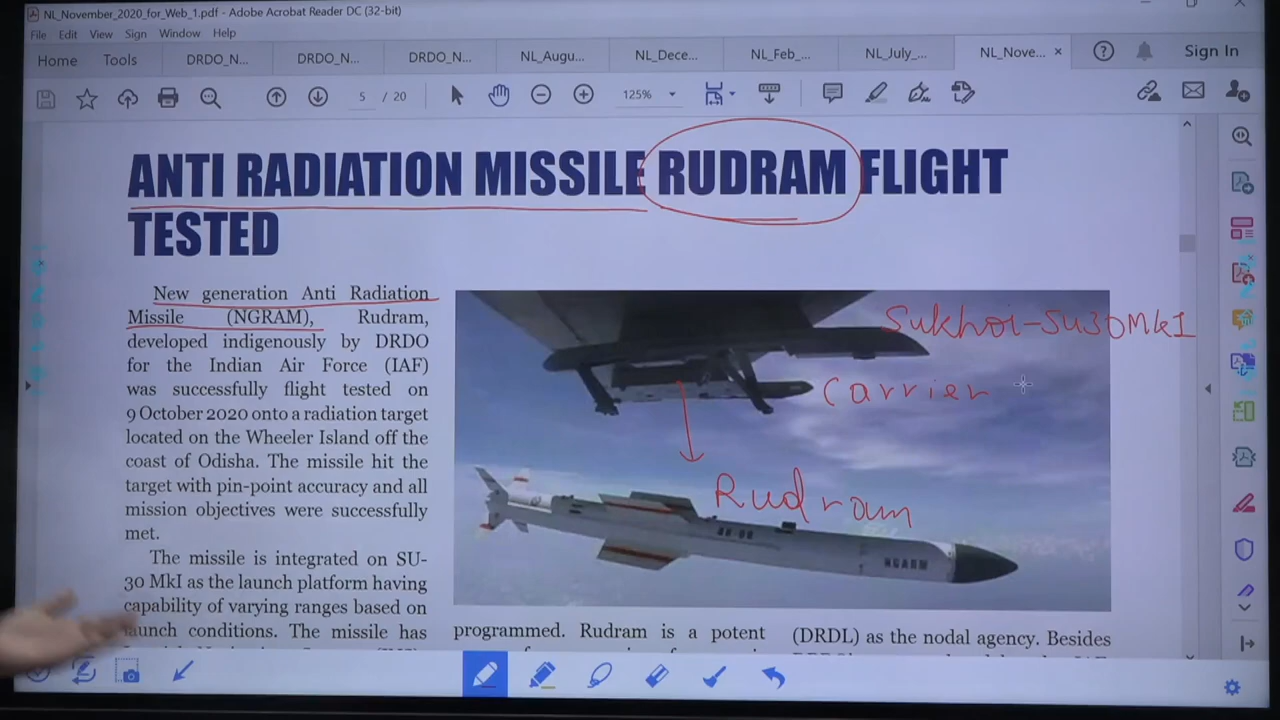 NL_November_2020_for_Web_1.pdf - Adobe Acrobat Reader DC (32-bit)
File Edit View Sign Window Help
Home Tools DRDO_N... DRDO_N... DRDO_N... NL_Augu... NL_Dece... NL_Feb_... NL_July_... NL_Nove... × Sign In
5 / 20 125%
ANTI RADIATION MISSILE RUDRAM FLIGHT
TESTED
New generation Anti Radiation
Missile (NGRAM), Rudram,
developed indigenously by DRDO
for the Indian Air Force (IAF)
was successfully flight tested on
9 October 2020 onto a radiation target
located on the Wheeler Island off the
coast of Odisha. The missile hit the
target with pin-point accuracy and all
mission objectives were successfully
met.
The missile is integrated on SU-
30 MkI as the launch platform having
capability of varying ranges based on
launch conditions. The missile has
Sukhoi-SU30MkI
Carrier
Rudram
NGARM
programmed. Rudram is a potent
(DRDL) as the nodal agency. Besides